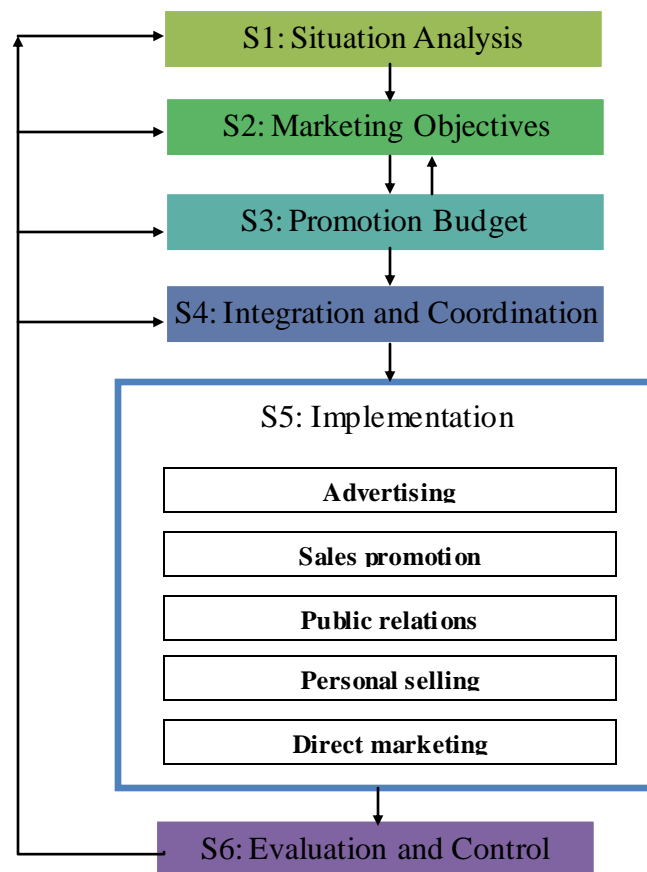 S1: Situation Analysis
S2: Marketing Objectives
S3: Promotion Budget
S4: Integration and Coordination
S5: Implementation
Advertising
Sales promotion
Public relations
Personal selling
Direct marketing
S6: Evaluation and Control